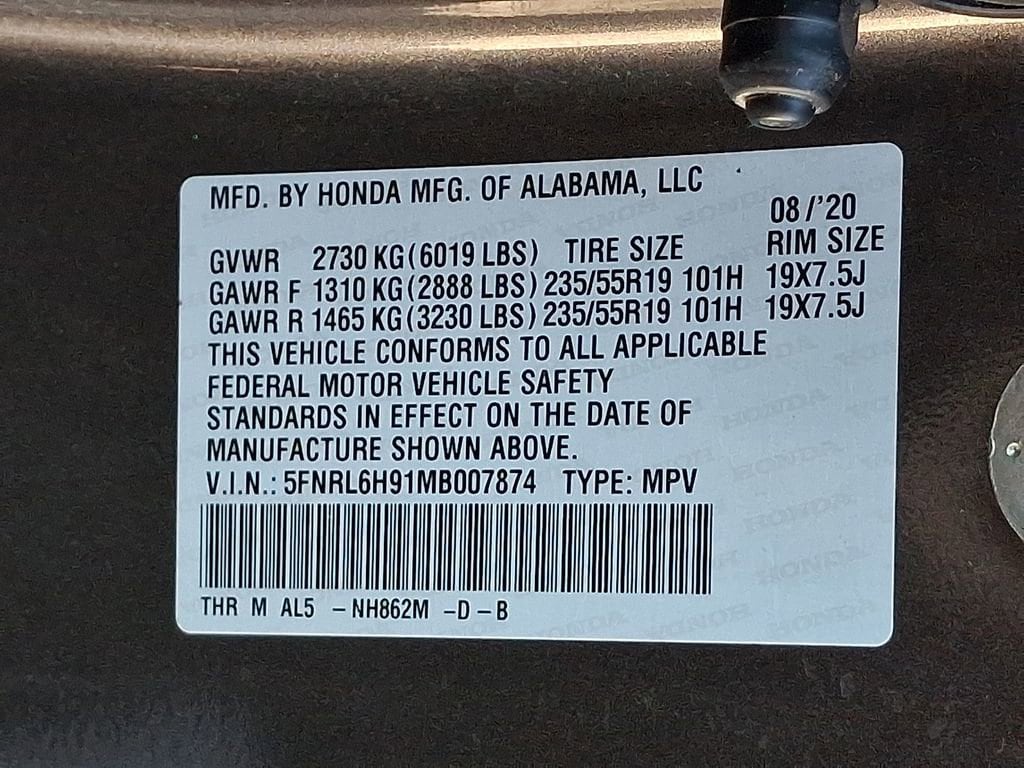 MFD. BY HONDA MFG. OF ALABAMA, LLC
08/'20
GVWR 2730 KG(6019 LBS) TIRE SIZE RIM SIZE
GAWR F 1310 KG(2888 LBS) 235/55R19 101H 19X7.5J
GAWR R 1465 KG(3230 LBS) 235/55R19 101H 19X7.5J
THIS VEHICLE CONFORMS TO ALL APPLICABLE
FEDERAL MOTOR VEHICLE SAFETY
STANDARDS IN EFFECT ON THE DATE OF
MANUFACTURE SHOWN ABOVE.
V.I.N.: 5FNRL6H91MB007874 TYPE: MPV
THR M AL5 -NH862M -D-B